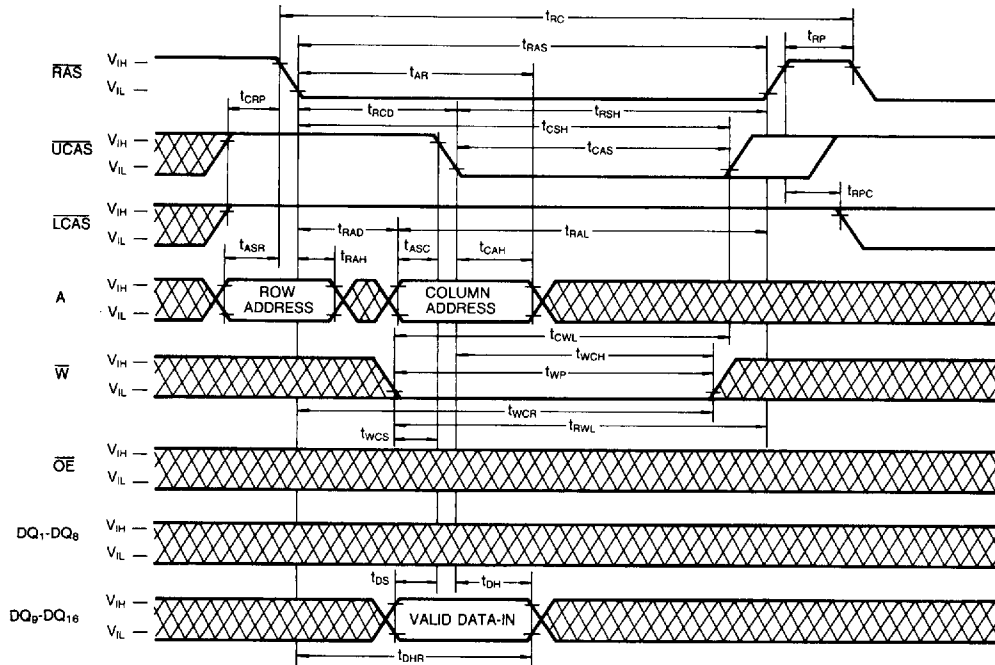 tRC
tRAS
tRP
RAS
VIH
VIL
tAR
tCRP
tRCD
tRSH
tCSH
UCAS
VIH
VIL
tCAS
tRPC
LCAS
VIH
VIL
tRAD
tASC
tRAL
tASR
tRAH
tCAH
A
VIH
VIL
ROW ADDRESS
COLUMN ADDRESS
tCWL
tWCH
W
VIH
VIL
tWP
tWCR
tRWL
tWCS
OE
VIH
VIL
DQ1-DQ8
VIH
VIL
tDS
tDH
DQ9-DQ16
VIH
VIL
VALID DATA-IN
tDHR